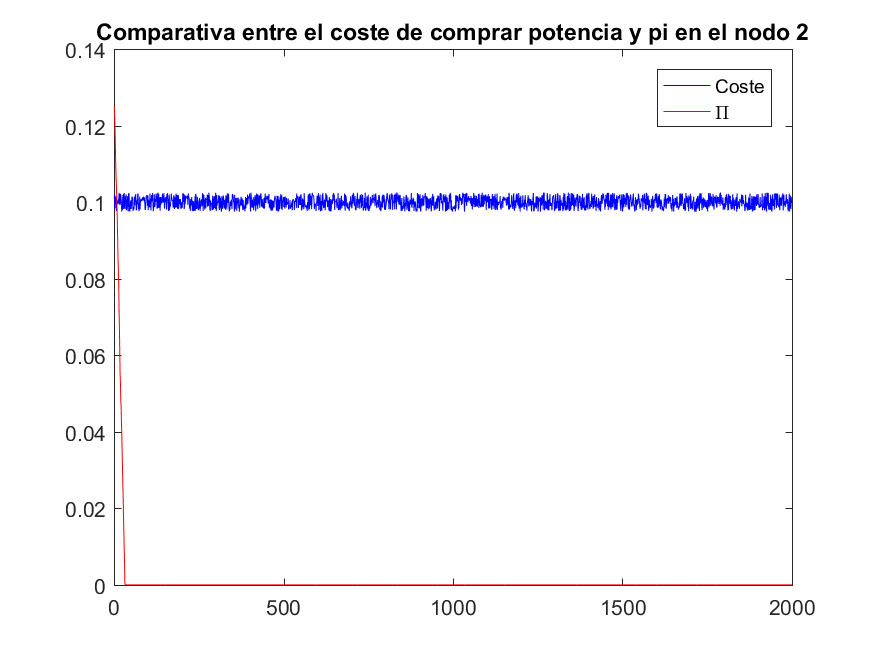 Comparativa entre el coste de comprar potencia y pi en el nodo 2
0.14
Coste
Π
0.12
0.1
0.08
0.06
0.04
0.02
0
0 500 1000 1500 2000